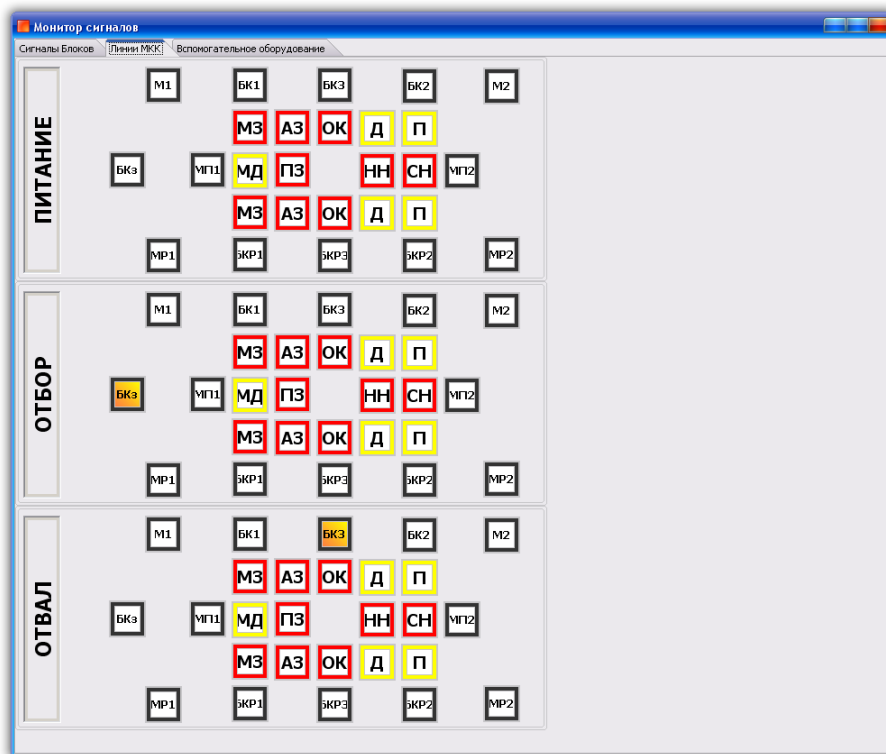 Монитор сигналов
Сигналы Блоков Линии МКК Вспомогательное оборудование
ПИТАНИЕ
М1 БК1 БК3 БК2 М2
МЗ АЗ ОК Д П
БКз МП1 МД ПЗ НН СН МП2
МЗ АЗ ОК Д П
МР1 БКР1 БКР3 БКР2 МР2
ОТБОР
М1 БК1 БК3 БК2 М2
МЗ АЗ ОК Д П
БКз МП1 МД ПЗ НН СН МП2
МЗ АЗ ОК Д П
МР1 БКР1 БКР3 БКР2 МР2
ОТВАЛ
М1 БК1 БК3 БК2 М2
МЗ АЗ ОК Д П
БКз МП1 МД ПЗ НН СН МП2
МЗ АЗ ОК Д П
МР1 БКР1 БКР3 БКР2 МР2